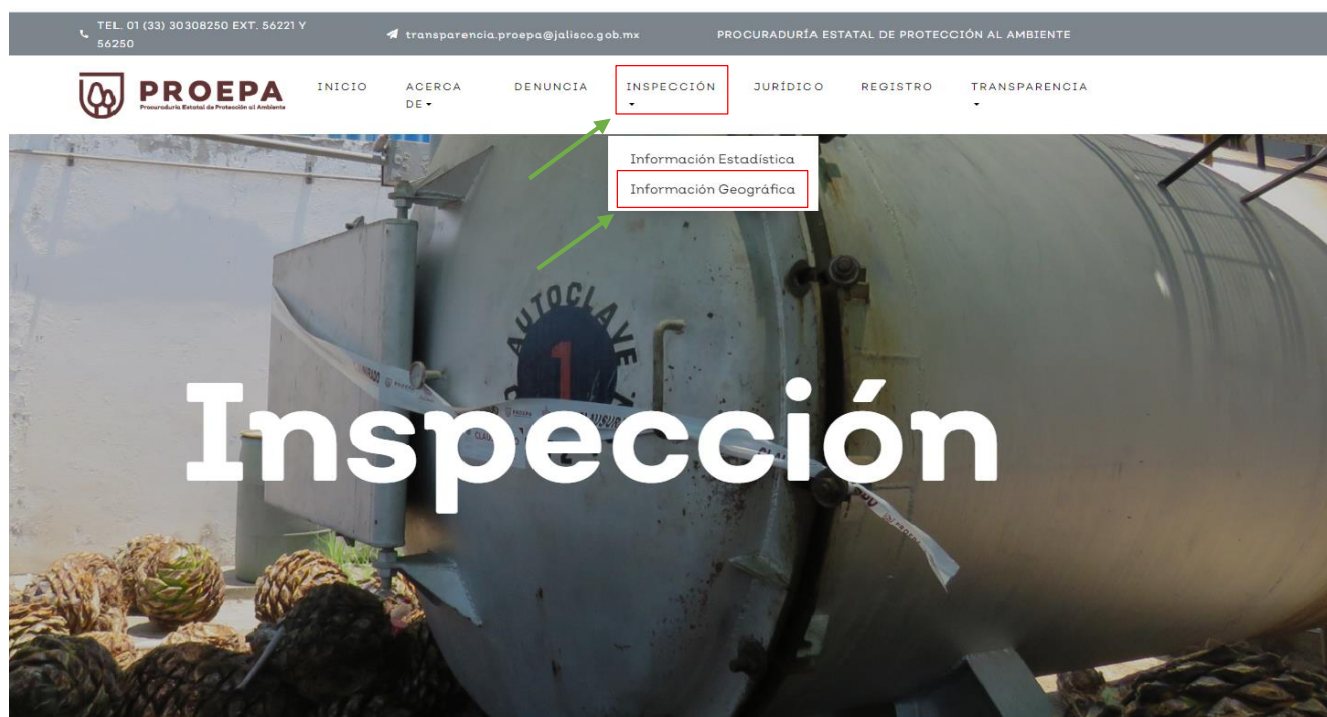 TEL. 01 (33) 30308250 EXT. 56221 Y
56250
transparencia.proepa@jalisco.gob.mx
PROCURADURÍA ESTATAL DE PROTECCIÓN AL AMBIENTE
PROEPA
Procuraduría Estatal de Protección al Ambiente
INICIO
ACERCA
DE
DENUNCIA
INSPECCIÓN
JURÍDICO
REGISTRO
TRANSPARENCIA
Información Estadística
Información Geográfica
AUTOCLAVE
1
Inspección